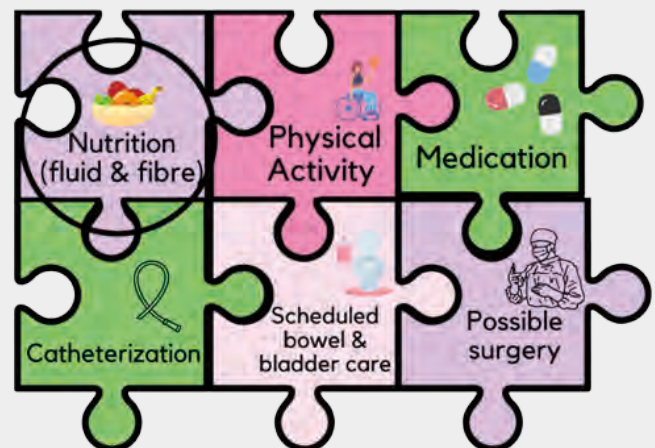 Nutrition
(fluid & fibre)
Physical
Activity
Medication
Catheterization
Scheduled
bowel &
bladder care
Possible
surgery